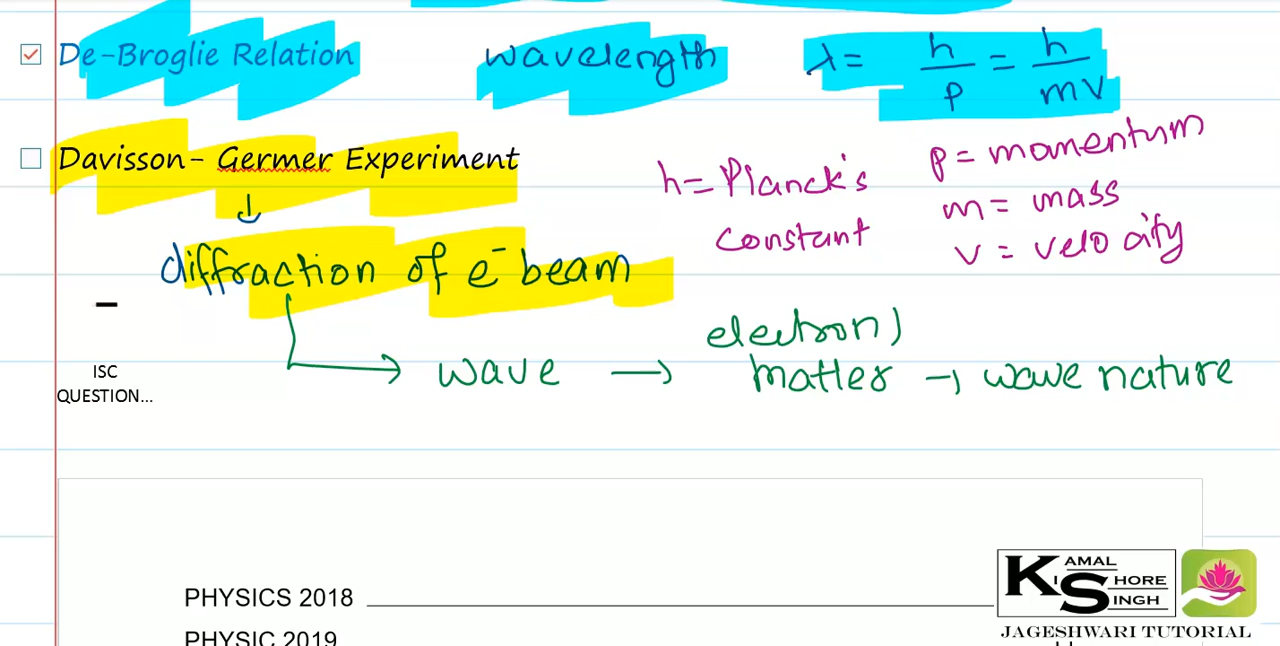 De-Broglie Relation wavelength λ = h/p = h/mv
Davisson- Germer Experiment
h = Planck's constant
p = momentum
m = mass
v = velocity
↓
diffraction of e⁻ beam
→ wave → electron) matter → wave nature
ISC
QUESTION...
PHYSICS 2018
PHYSIC 2019
KAMAL
KISHORE
SINGH
JAGESHWARI TUTORIAL